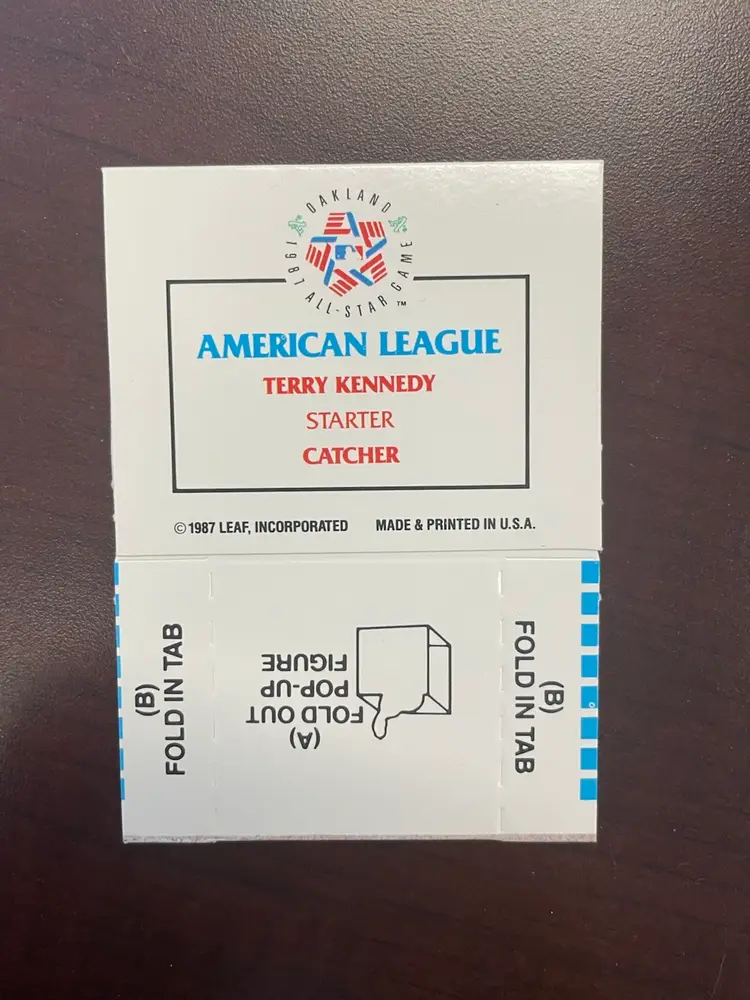 OAKLAND
1987 ALL-STAR GAME™
AMERICAN LEAGUE
TERRY KENNEDY
STARTER
CATCHER
© 1987 LEAF, INCORPORATED MADE & PRINTED IN U.S.A.
(B)
FOLD IN TAB
(A)
FOLD OUT
POP-UP
FIGURE
(B)
FOLD IN TAB